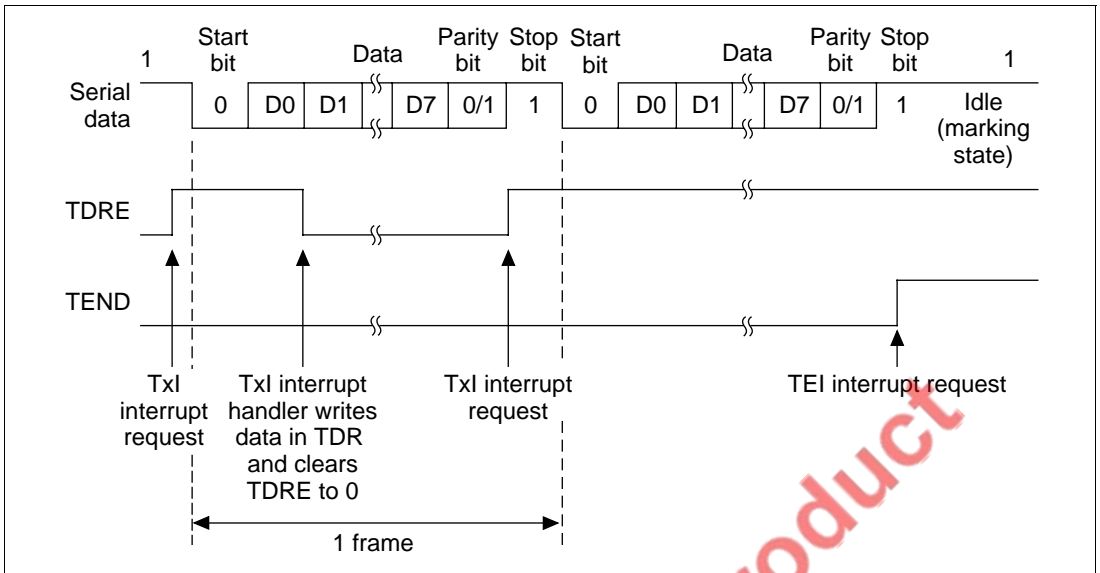 1
Start bit
Data
Parity bit
Stop bit
Start bit
Data
Parity bit
Stop bit
1
Serial data
0
D0
D1
D7
0/1
1
0
D0
D1
D7
0/1
1
Idle (marking state)
TDRE
TEND
TxI interrupt request
TxI interrupt handler writes data in TDR and clears TDRE to 0
TxI interrupt request
TEI interrupt request
1 frame